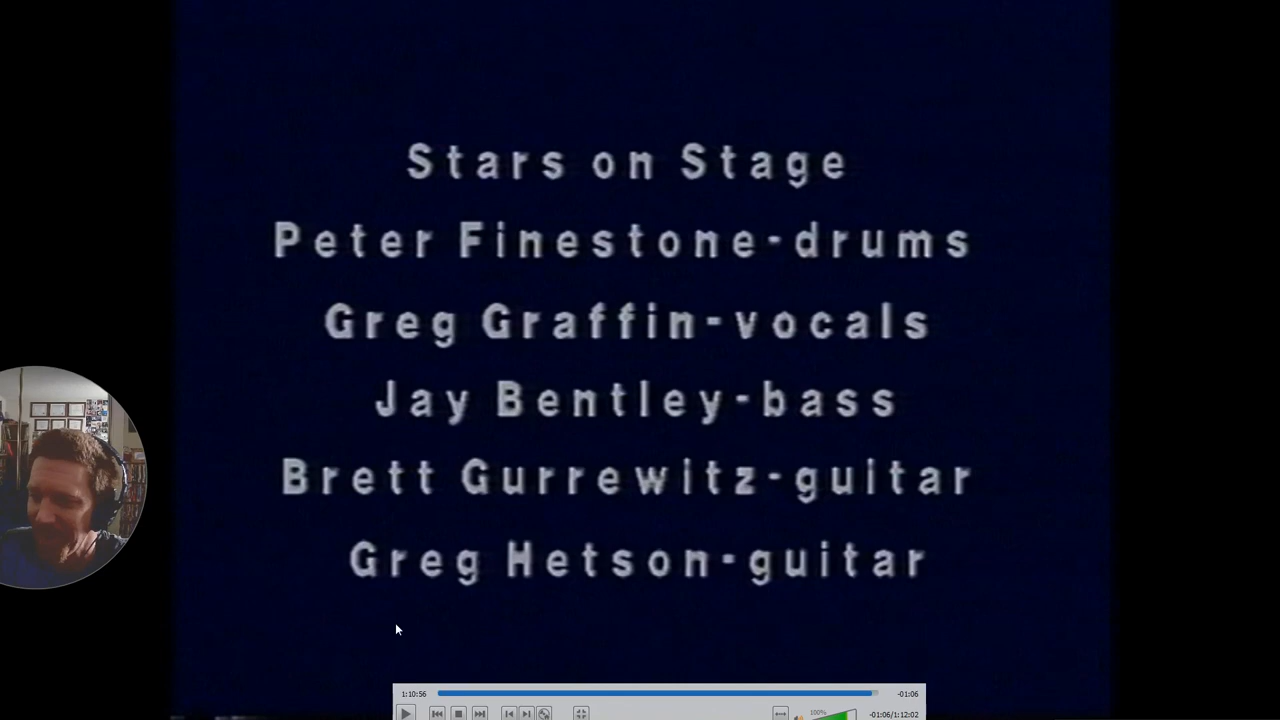 Stars on Stage
Peter Finestone-drums
Greg Graffin-vocals
Jay Bentley-bass
Brett Gurrewitz-guitar
Greg Hetson-guitar
1:10:56
-01:06
100%
-01:06/1:12:02